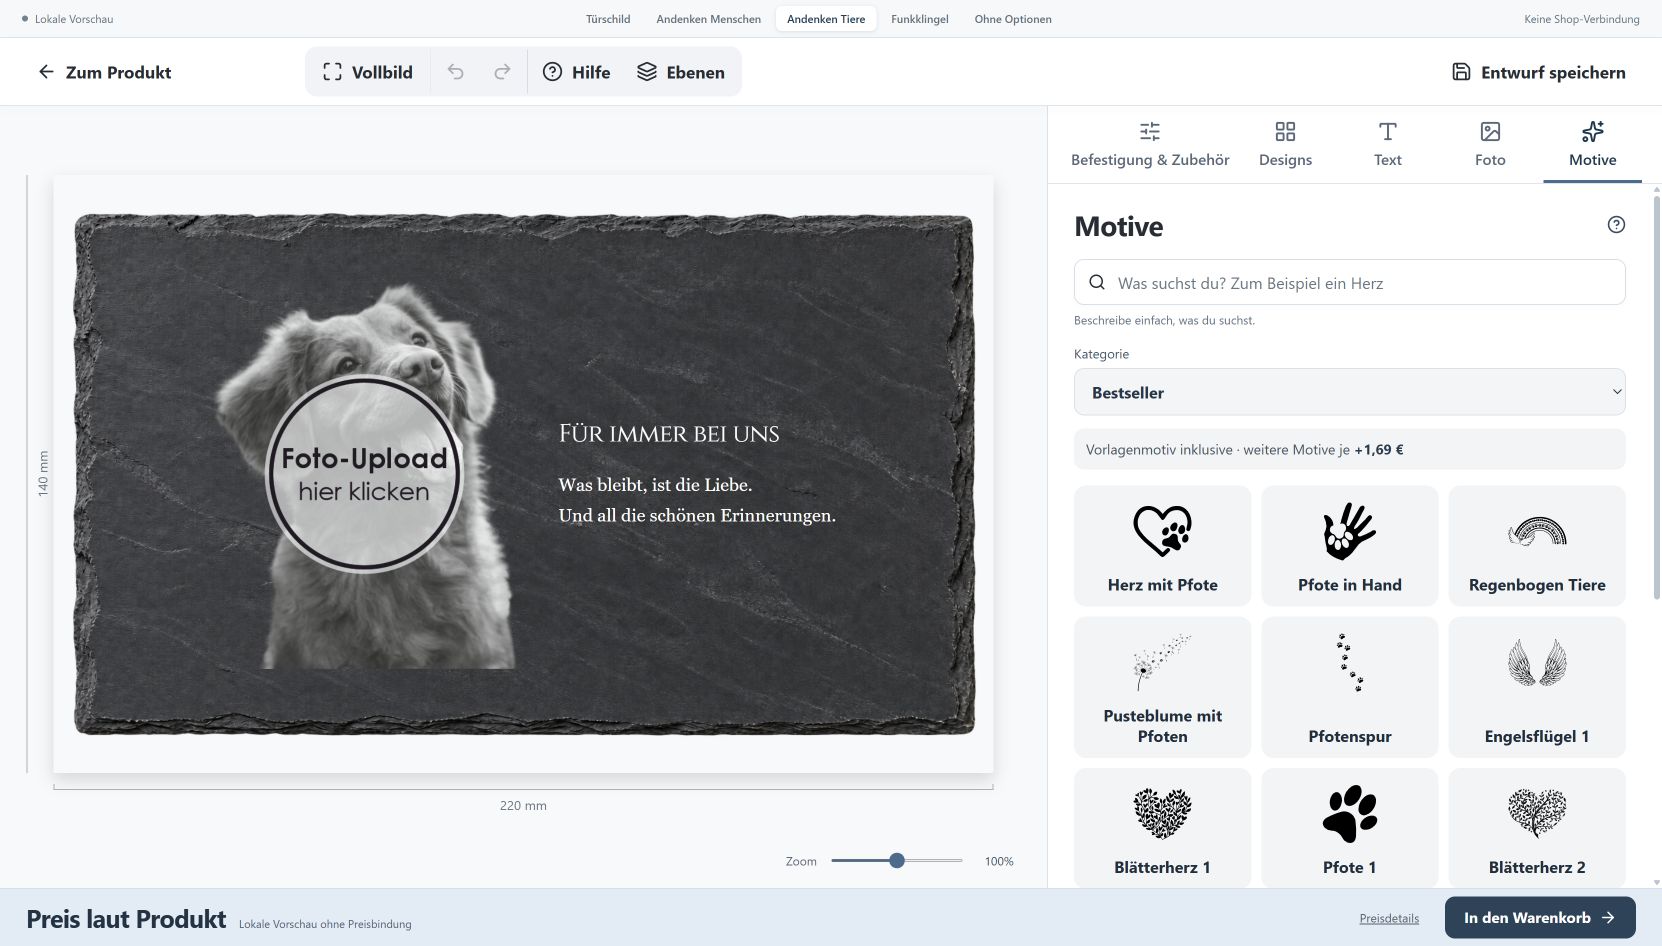 Lokale Vorschau
Türschild
Andenken Menschen
Andenken Tiere
Funkklingel
Ohne Optionen
Keine Shop-Verbindung
Zum Produkt
Vollbild
Hilfe
Ebenen
Entwurf speichern
Befestigung & Zubehör
Designs
Text
Foto
Motive
140 mm
Foto-Upload
hier klicken
Für immer bei uns
Was bleibt, ist die Liebe.
Und all die schönen Erinnerungen.
220 mm
Zoom
100%
Motive
Was suchst du? Zum Beispiel ein Herz
Beschreibe einfach, was du suchst.
Kategorie
Bestseller
Vorlagenmotiv inklusive · weitere Motive je +1,69 €
Herz mit Pfote
Pfote in Hand
Regenbogen Tiere
Pusteblume mit
Pfoten
Pfotenspur
Engelsflügel 1
Blätterherz 1
Pfote 1
Blätterherz 2
Preis laut Produkt
Lokale Vorschau ohne Preisbindung
Preisdetails
In den Warenkorb